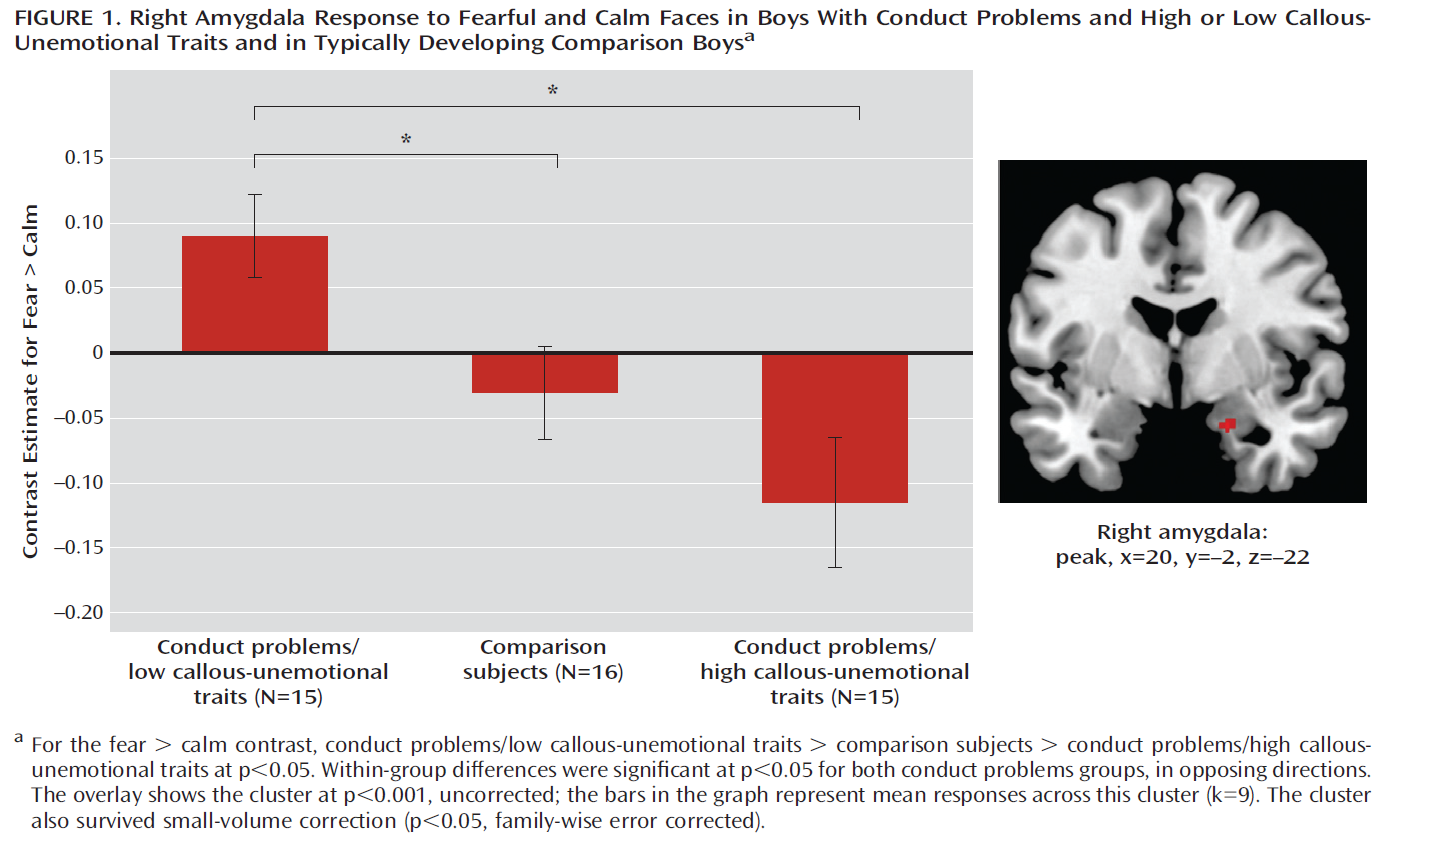 FIGURE 1. Right Amygdala Response to Fearful and Calm Faces in Boys With Conduct Problems and High or Low Callous-
Unemotional Traits and in Typically Developing Comparison Boysa
*
*
0.15
0.10
0.05
0
–0.05
–0.10
–0.15
–0.20
Contrast Estimate for Fear > Calm
Conduct problems/
low callous-unemotional
traits (N=15)
Comparison
subjects (N=16)
Conduct problems/
high callous-unemotional
traits (N=15)
Right amygdala:
peak, x=20, y=–2, z=–22
a For the fear > calm contrast, conduct problems/low callous-unemotional traits > comparison subjects > conduct problems/high callous-
unemotional traits at p<0.05. Within-group differences were significant at p<0.05 for both conduct problems groups, in opposing directions.
The overlay shows the cluster at p<0.001, uncorrected; the bars in the graph represent mean responses across this cluster (k=9). The cluster
also survived small-volume correction (p<0.05, family-wise error corrected).